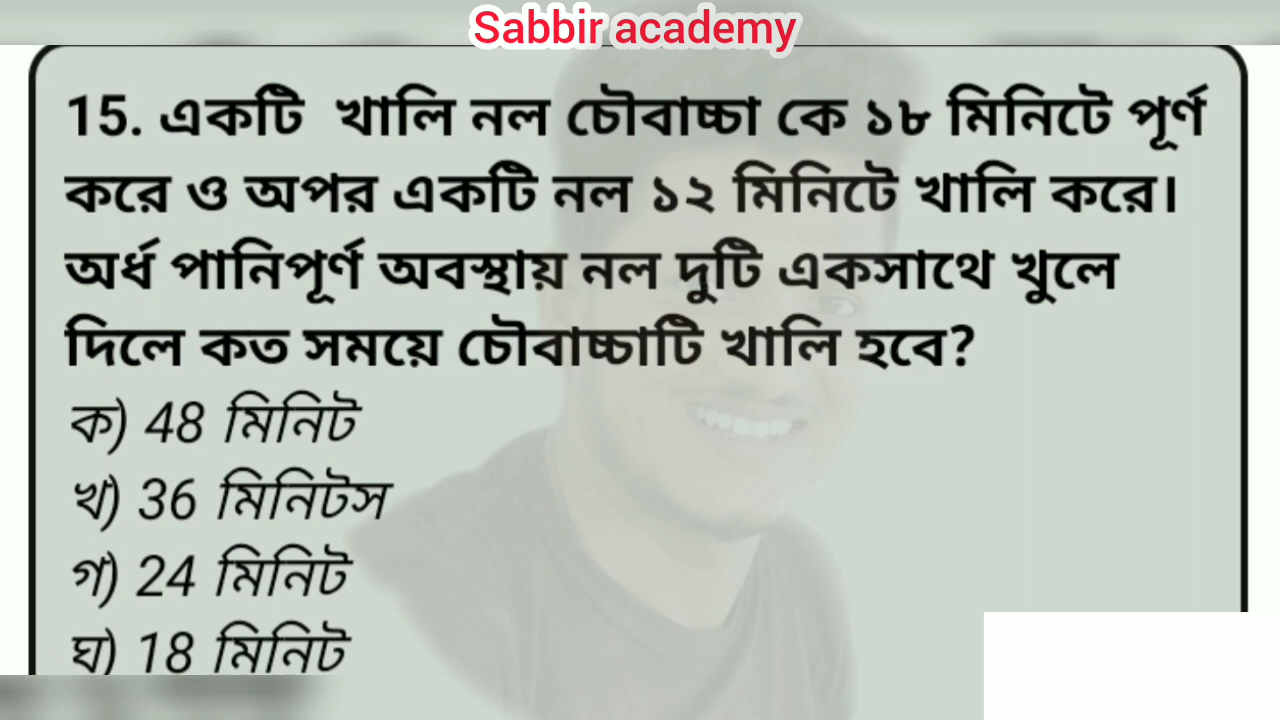 Sabbir academy
15. একটি খালি নল চৌবাচ্চা কে ১৮ মিনিটে পূর্ণ
করে ও অপর একটি নল ১২ মিনিটে খালি করে।
অর্ধ পানিপূর্ণ অবস্থায় নল দুটি একসাথে খুলে
দিলে কত সময়ে চৌবাচ্চাটি খালি হবে?
ক) 48 মিনিট
খ) 36 মিনিটস
গ) 24 মিনিট
ঘ) 18 মিনিট